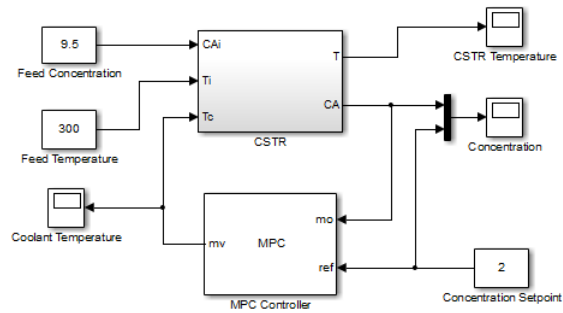 9.5
Feed Concentration
300
Feed Temperature
CAi
Ti
Tc
T
CA
CSTR
CSTR Temperature
Concentration
Coolant Temperature
mv
MPC
mo
ref
MPC Controller
2
Concentration Setpoint